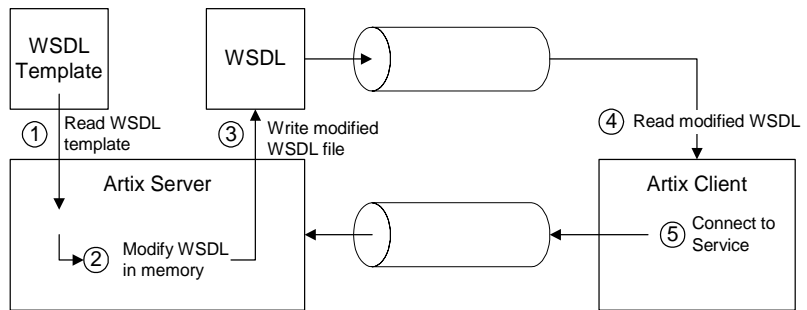 WSDL
Template
WSDL
1
Read WSDL
template
3
Write modified
WSDL file
4
Read modified WSDL
Artix Server
Artix Client
2
Modify WSDL
in memory
5
Connect to
Service